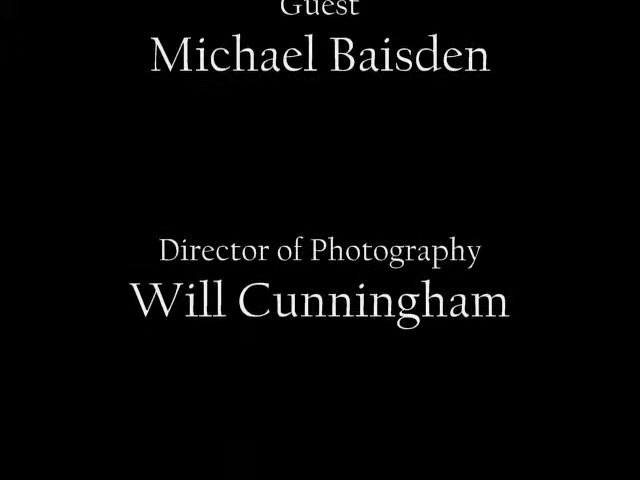 Guest
Michael Baisden
Director of Photography
Will Cunningham